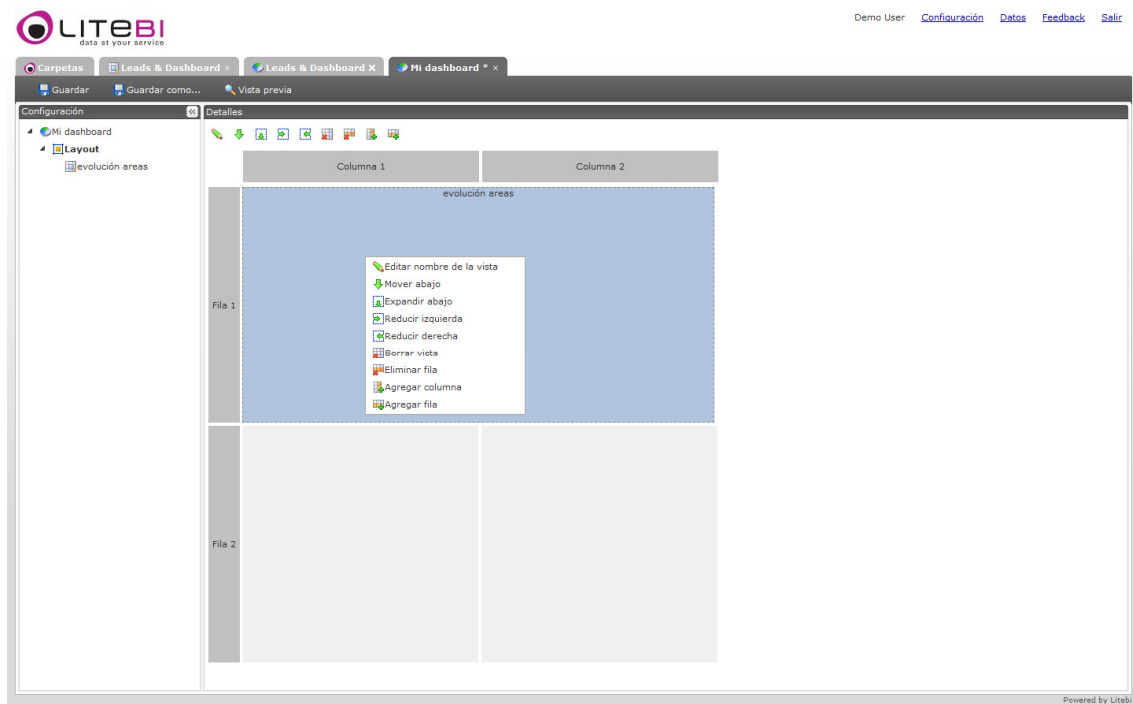 LITEBI
data at your service
Demo User Configuración Datos Feedback Salir
Carpetas Leads & Dashboard × Leads & Dashboard X Mi dashboard * ×
Guardar Guardar como... Vista previa
Configuración
Detalles
Mi dashboard
Layout
evolución areas
Columna 1 Columna 2
evolución areas
Fila 1
Editar nombre de la vista
Mover abajo
Expandir abajo
Reducir izquierda
Reducir derecha
Borrar vista
Eliminar fila
Agregar columna
Agregar fila
Fila 2
Powered by Litebi